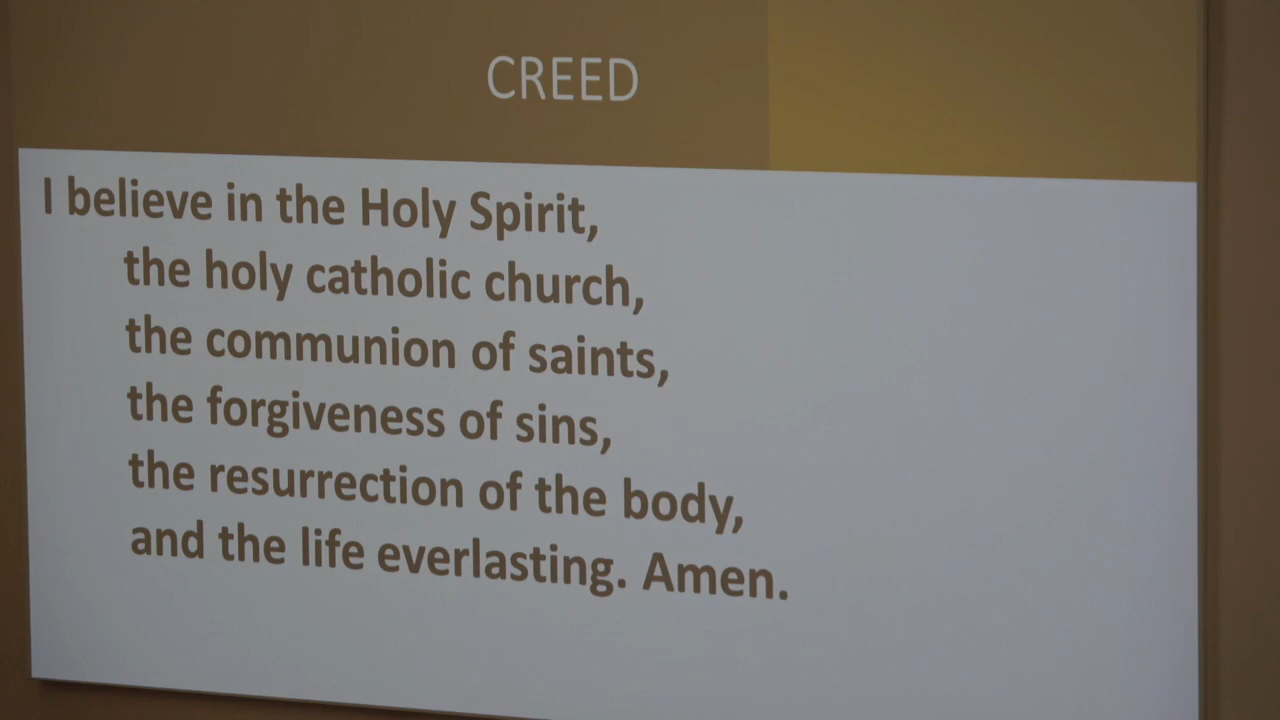 CREED
I believe in the Holy Spirit,
the holy catholic church,
the communion of saints,
the forgiveness of sins,
the resurrection of the body,
and the life everlasting. Amen.